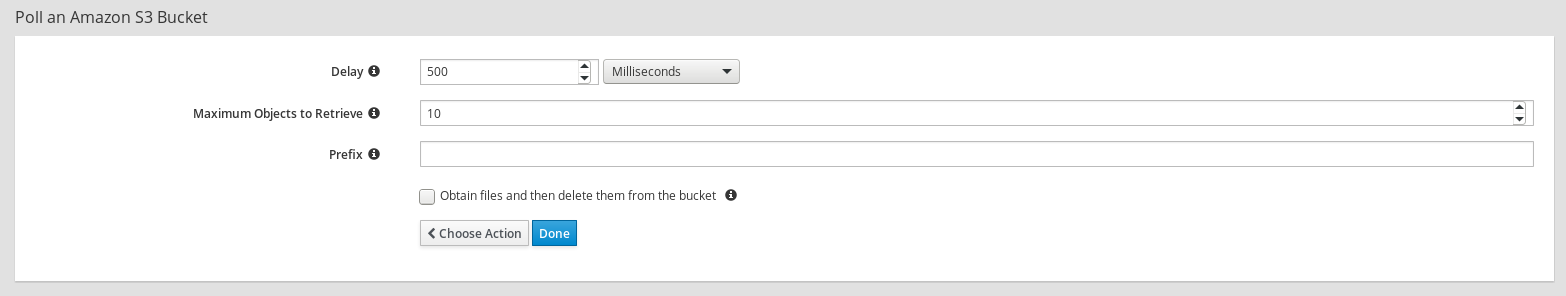 Poll an Amazon S3 Bucket
Delay 500 Milliseconds
Maximum Objects to Retrieve 10
Prefix
Obtain files and then delete them from the bucket
Choose Action Done